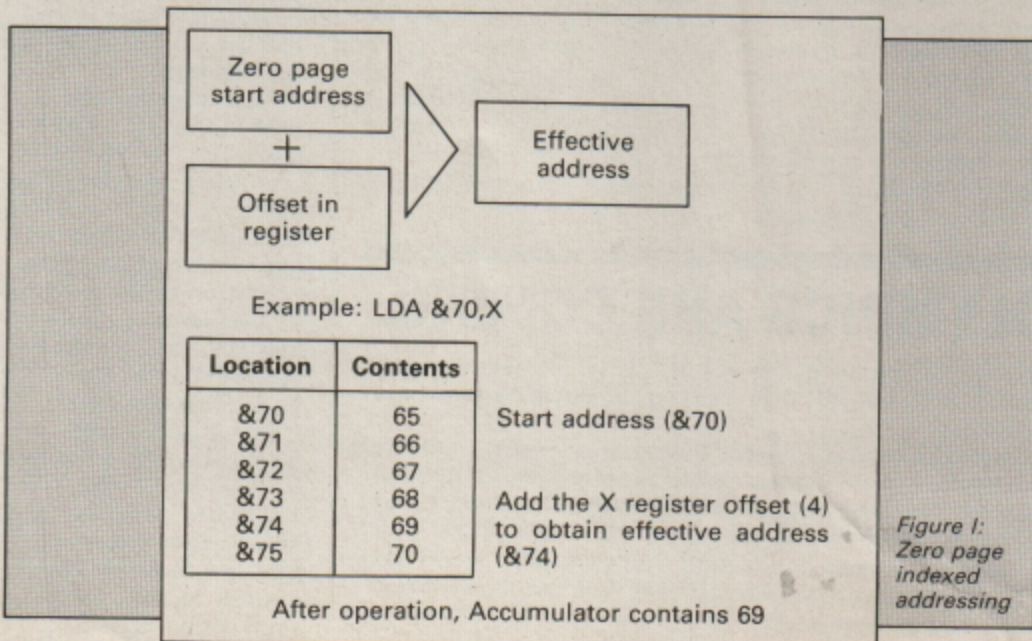 Zero page
start address
+
Offset in
register
Effective
address
Example: LDA &70,X
Location Contents
&70 65 Start address (&70)
&71 66
&72 67
&73 68 Add the X register offset (4)
&74 69 to obtain effective address
&75 70 (&74)
After operation, Accumulator contains 69
Figure I:
Zero page
indexed
addressing